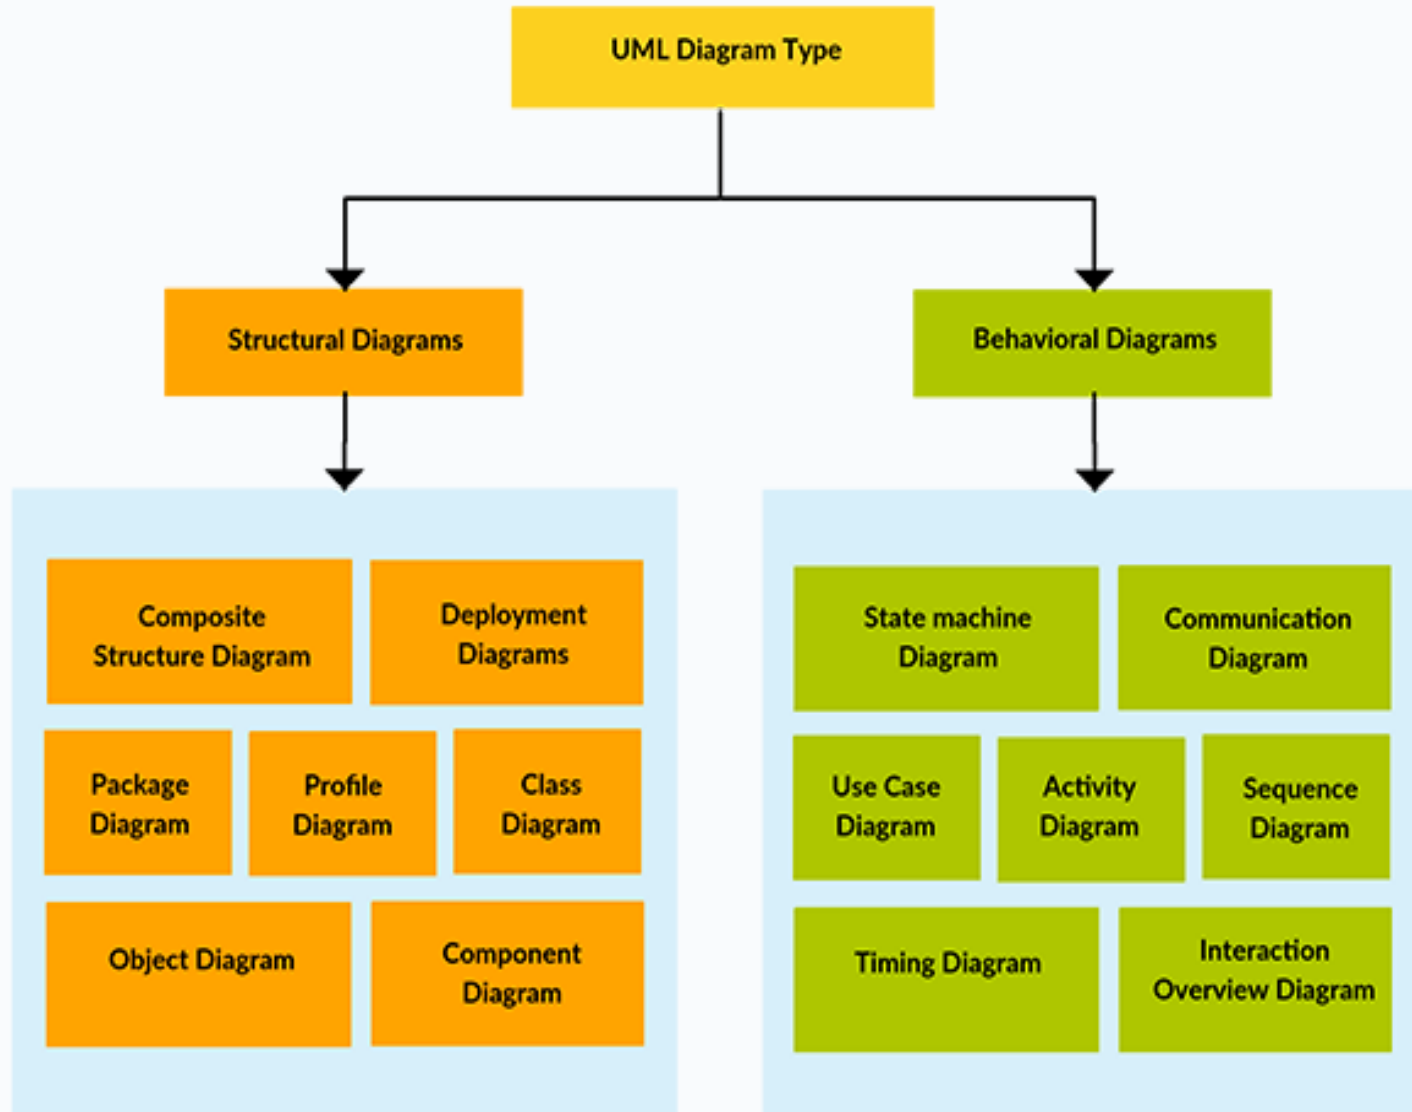 UML Diagram Type
Structural Diagrams
Behavioral Diagrams
Composite
Structure Diagram
Deployment
Diagrams
Package
Diagram
Profile
Diagram
Class
Diagram
Object Diagram
Component
Diagram
State machine
Diagram
Communication
Diagram
Use Case
Diagram
Activity
Diagram
Sequence
Diagram
Timing Diagram
Interaction
Overview Diagram